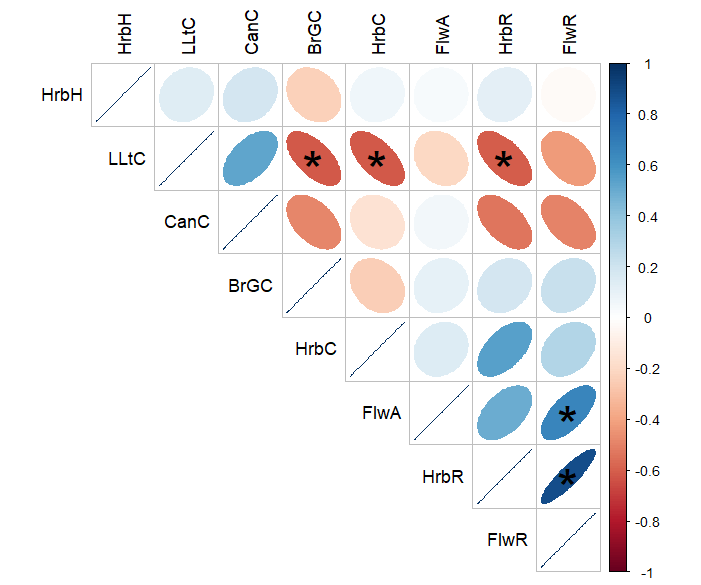 HrbH LLtC CanC BrGC HrbC FlwA HrbR FlwR
HrbH
LLtC * * *
CanC
BrGC
HrbC
FlwA *
HrbR *
FlwR
1
0.8
0.6
0.4
0.2
0
-0.2
-0.4
-0.6
-0.8
-1